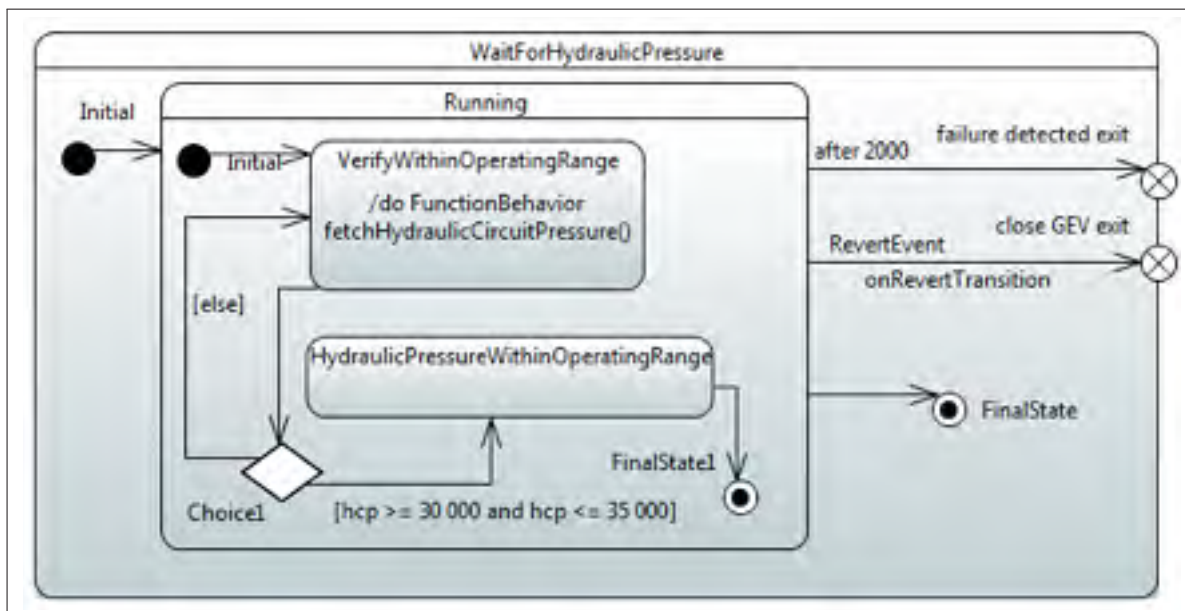 WaitForHydraulicPressure
Initial
Running
Initial
VerifyWithinOperatingRange
/do FunctionBehavior
fetchHydraulicCircuitPressure()
after 2000
failure detected exit
RevertEvent
close GEV exit
onRevertTransition
[else]
HydraulicPressureWithinOperatingRange
FinalState
FinalState1
Choice1
[hcp >= 30 000 and hcp <= 35 000]